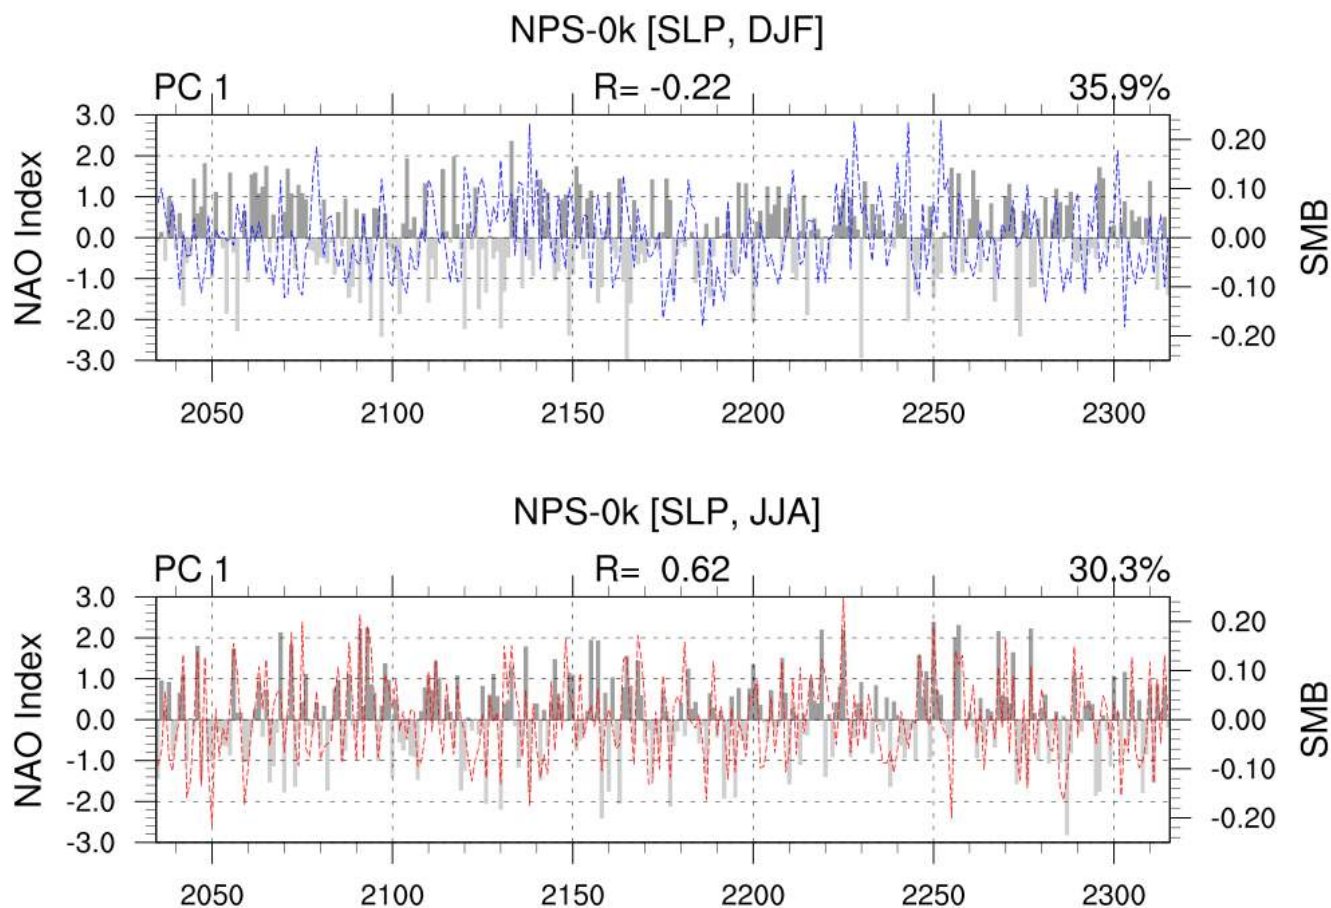 NPS-0k [SLP, DJF]
PC 1 R= -0.22 35.9%
3.0
2.0 0.20
1.0 0.10
0.0 0.00
-1.0 -0.10
-2.0 -0.20
-3.0
NAO Index
SMB
2050 2100 2150 2200 2250 2300
NPS-0k [SLP, JJA]
PC 1 R= 0.62 30.3%
3.0
2.0 0.20
1.0 0.10
0.0 0.00
-1.0 -0.10
-2.0 -0.20
-3.0
NAO Index
SMB
2050 2100 2150 2200 2250 2300